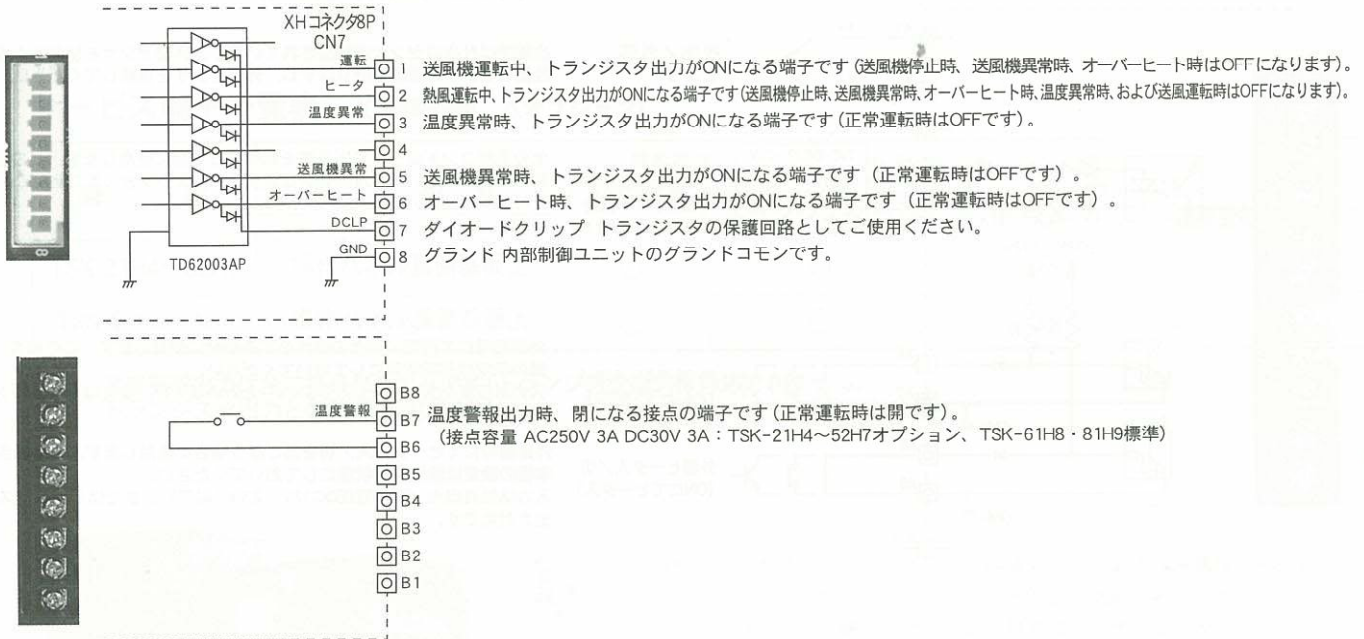 XHコネクタ8P
CN7
運転
1 送風機運転中、トランジスタ出力がONになる端子です(送風機停止時、送風機異常時、オーバーヒート時はOFFになります)。
ヒータ
2 熱風運転中、トランジスタ出力がONになる端子です(送風機停止時、送風機異常時、オーバーヒート時、温度異常時、および送風運転時はOFFになります)。
温度異常
3 温度異常時、トランジスタ出力がONになる端子です(正常運転時はOFFです)。
4
送風機異常
5 送風機異常時、トランジスタ出力がONになる端子です(正常運転時はOFFです)。
オーバーヒート
6 オーバーヒート時、トランジスタ出力がONになる端子です(正常運転時はOFFです)。
DCLP
7 ダイオードクリップ トランジスタの保護回路としてご使用ください。
GND
8 グランド 内部制御ユニットのグランドコモンです。
TD62003AP
B8
温度警報
B7 温度警報出力時、閉になる接点の端子です(正常運転時は開です)。
(接点容量 AC250V 3A DC30V 3A:TSK-21H4～52H7オプション、TSK-61H8・81H9標準)
B6
B5
B4
B3
B2
B1